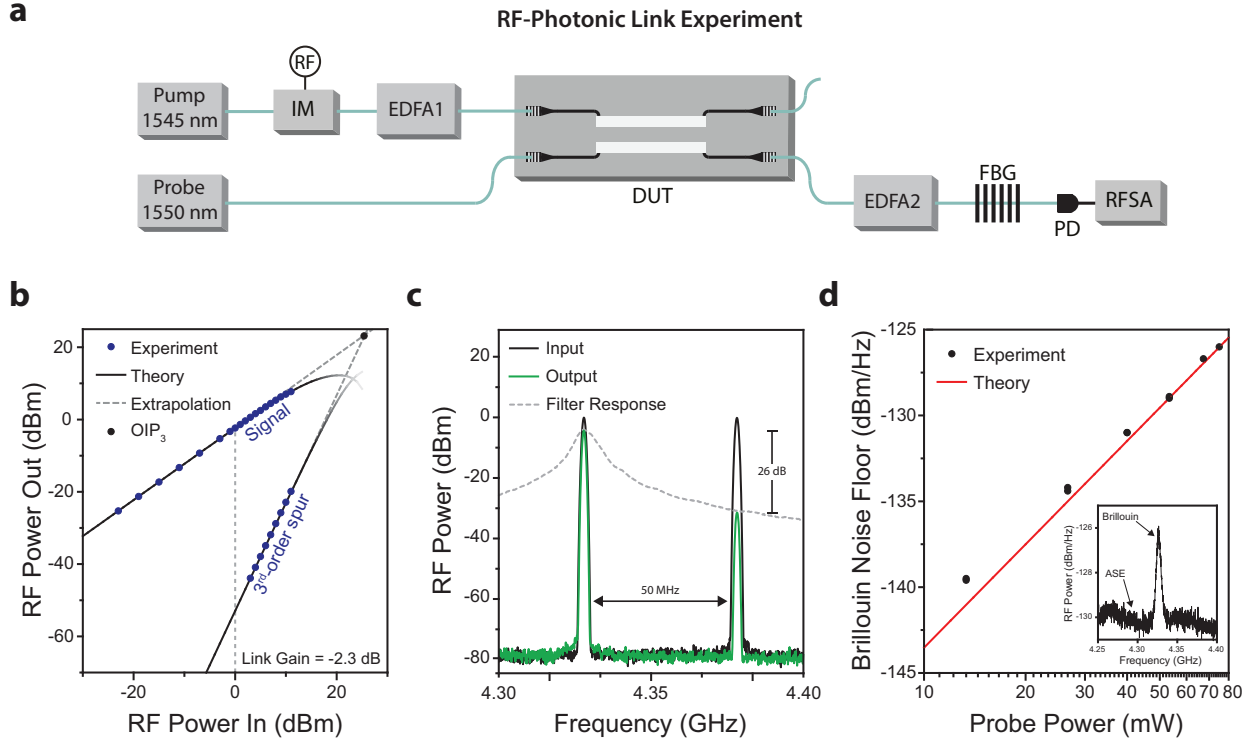 a
RF-Photonic Link Experiment
RF
Pump
1545 nm
IM
EDFA1
Probe
1550 nm
DUT
EDFA2
FBG
PD
RFSA
b
RF Power Out (dBm)
20
0
-20
-40
-60
Experiment
Theory
Extrapolation
OIP3
Signal
3rd-order spur
Link Gain = -2.3 dB
-20
0
20
RF Power In (dBm)
c
RF Power (dBm)
20
0
-20
-40
-60
-80
Input
Output
Filter Response
26 dB
50 MHz
4.30
4.35
4.40
Frequency (GHz)
d
Brillouin Noise Floor (dBm/Hz)
-125
-130
-135
-140
-145
Experiment
Theory
RF Power (dBm/Hz)
-126
-128
-130
Brillouin
ASE
4.25
4.30
4.35
4.40
Frequency (GHz)
10
20
30
40
50
60
70
80
Probe Power (mW)